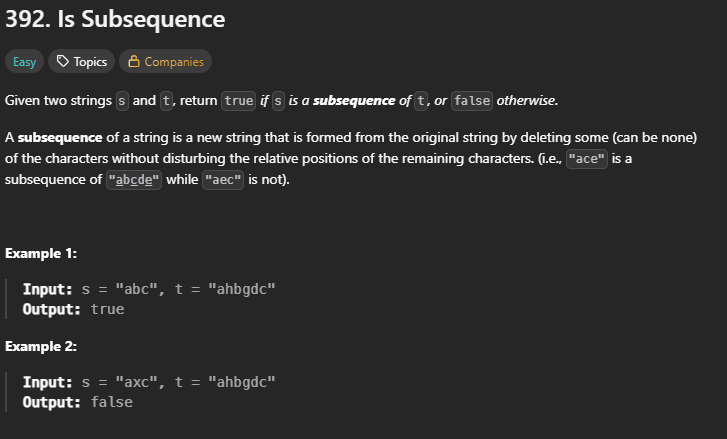 392. Is Subsequence
Easy Topics Companies
Given two strings s and t, return true if s is a subsequence of t, or false otherwise.
A subsequence of a string is a new string that is formed from the original string by deleting some (can be none)
of the characters without disturbing the relative positions of the remaining characters. (i.e., "ace" is a
subsequence of "abcde" while "aec" is not).
Example 1:
Input: s = "abc", t = "ahbgdc"
Output: true
Example 2:
Input: s = "axc", t = "ahbgdc"
Output: false